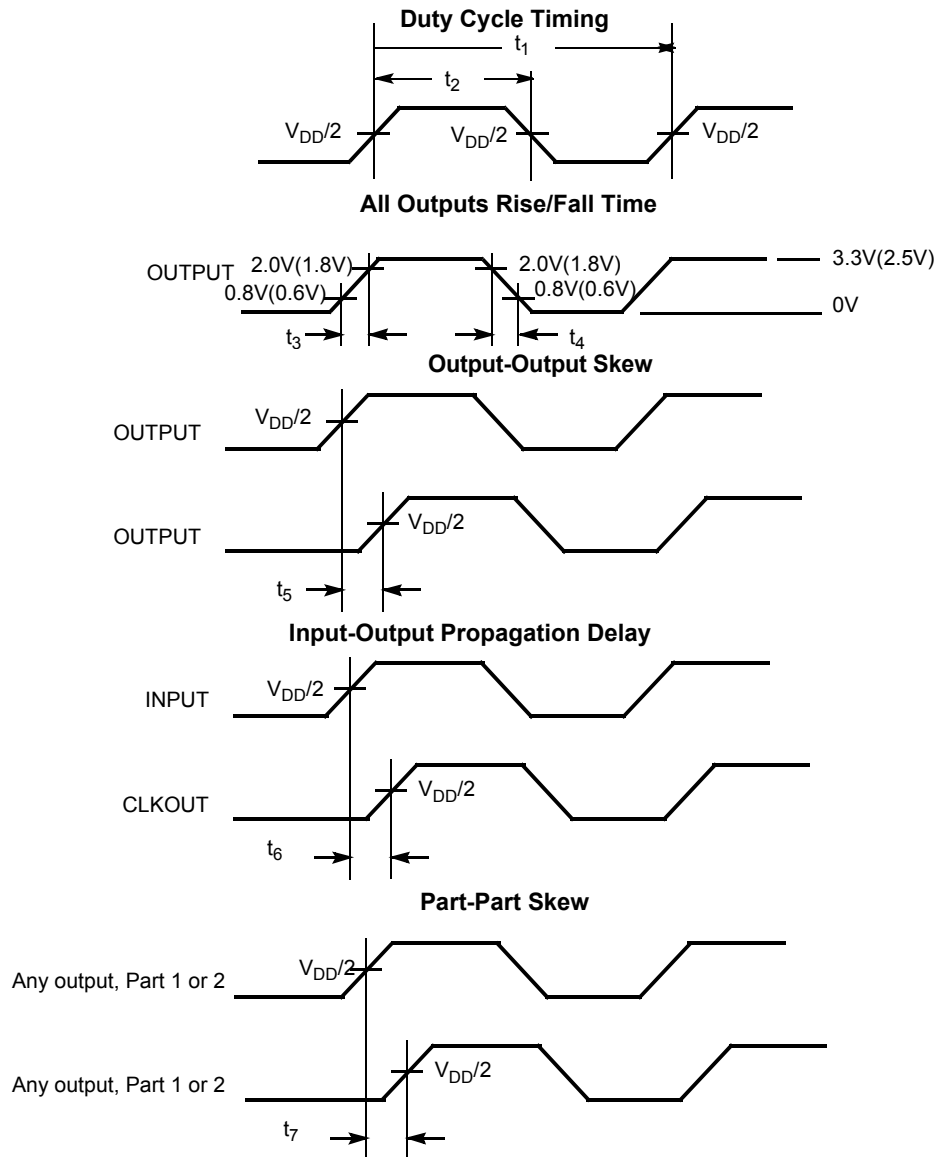 Duty Cycle Timing
t1
t2
VDD/2 VDD/2 VDD/2
All Outputs Rise/Fall Time
OUTPUT 2.0V(1.8V) 2.0V(1.8V) 3.3V(2.5V)
0.8V(0.6V) 0.8V(0.6V) 0V
t3 t4
Output-Output Skew
VDD/2
OUTPUT
OUTPUT VDD/2
t5
Input-Output Propagation Delay
VDD/2
INPUT
CLKOUT VDD/2
t6
Part-Part Skew
Any output, Part 1 or 2 VDD/2
Any output, Part 1 or 2 VDD/2
t7